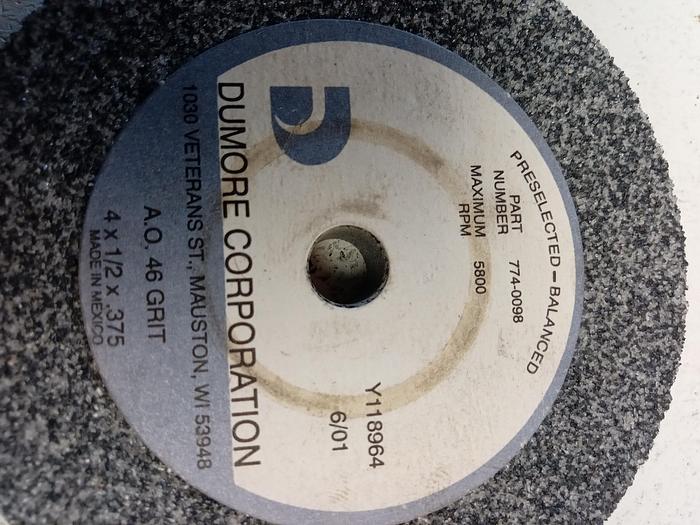 PRESELECTED – BALANCED
PART
NUMBER 774-0098
MAXIMUM 5800
RPM
Y118964
6/01
DUMORE CORPORATION
1030 VETERANS ST., MAUSTON, WI 53948
A.O. 46 GRIT
4 x 1/2 x .375
MADE IN MEXICO